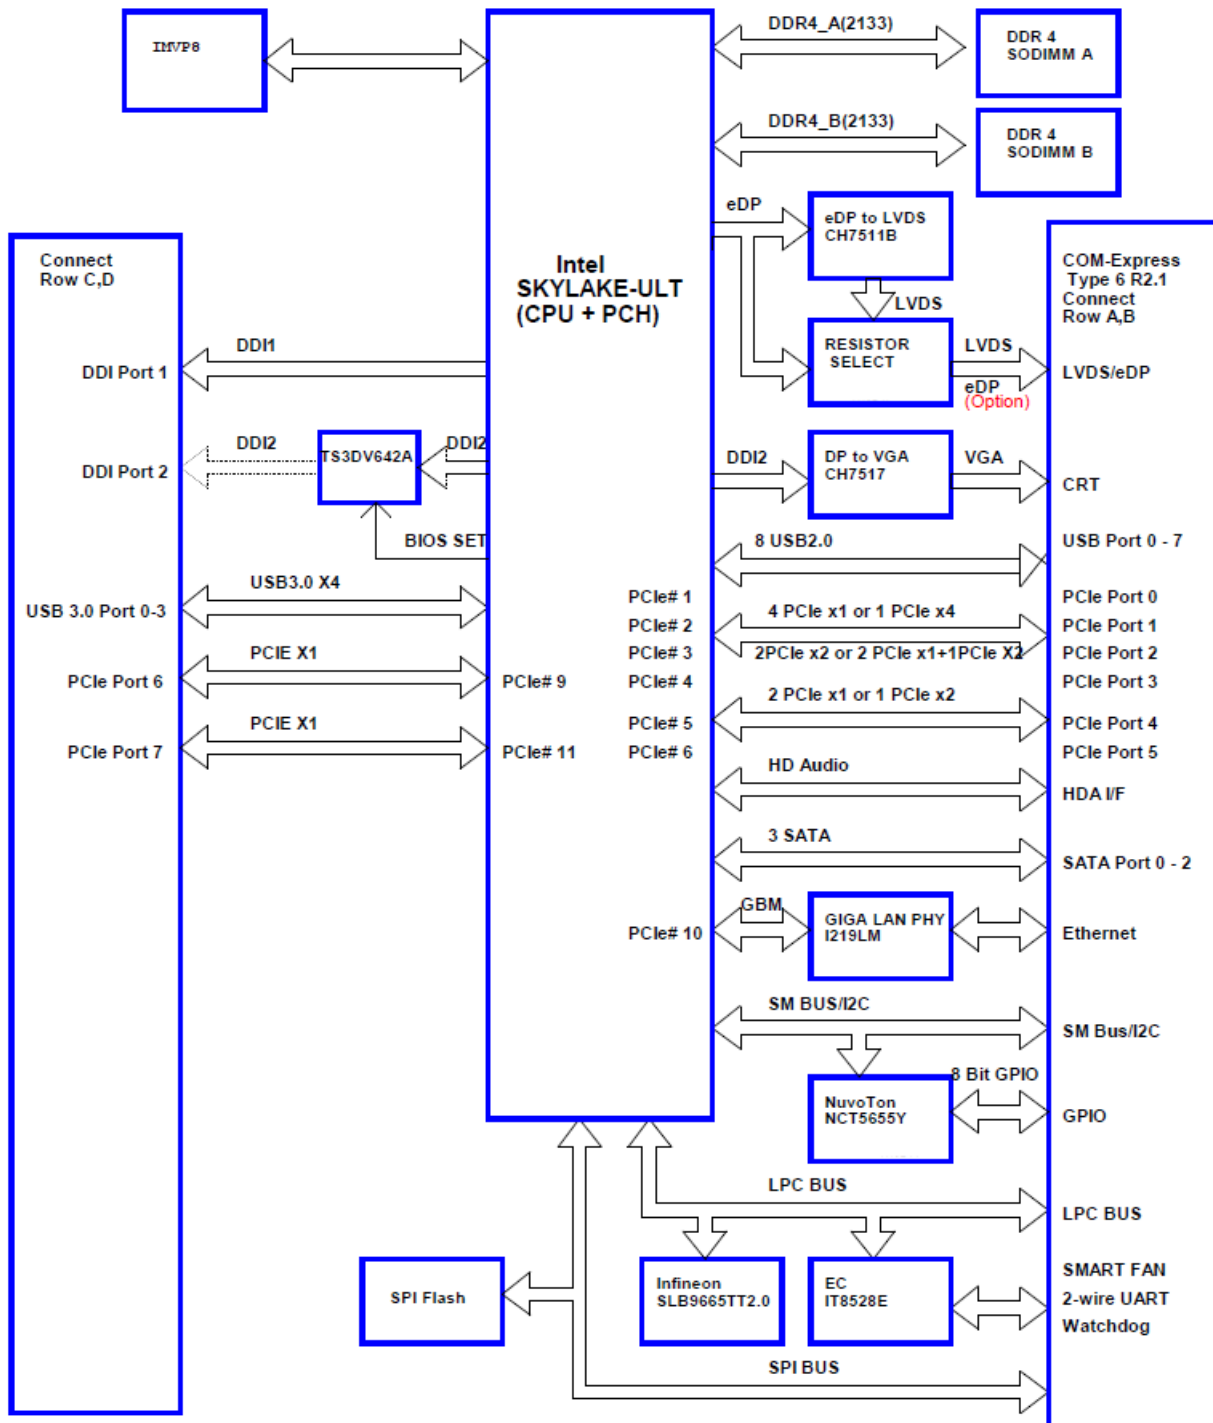 IMVP8
DDR4_A(2133)
DDR 4
SODIMM A
DDR4_B(2133)
DDR 4
SODIMM B
eDP
eDP to LVDS
CH7511B
Connect
Row C,D
Intel
SKYLAKE-ULT
(CPU + PCH)
COM-Express
Type 6 R2.1
Connect
Row A,B
LVDS
DDI1
DDI Port 1
RESISTOR
SELECT
LVDS
eDP
(Option)
LVDS/eDP
DDI2
DDI Port 2
TS3DV642A
DDI2
BIOS SET
DDI2
DP to VGA
CH7517
VGA
CRT
8 USB2.0
USB Port 0 - 7
USB3.0 X4
USB 3.0 Port 0-3
PCIe# 1
PCIe Port 0
PCIe# 2
4 PCIe x1 or 1 PCIe x4
PCIe Port 1
PCIe# 3
2PCIe x2 or 2 PCIe x1+1PCIe X2
PCIe Port 2
PCIE X1
PCIe Port 6
PCIe# 9
PCIe# 4
PCIe Port 3
2 PCIe x1 or 1 PCIe x2
PCIE X1
PCIe# 5
PCIe Port 4
PCIe Port 7
PCIe# 11
PCIe# 6
PCIe Port 5
HD Audio
HDA I/F
3 SATA
SATA Port 0 - 2
GBM
PCIe# 10
GIGA LAN PHY
I219LM
Ethernet
SM BUS/I2C
SM Bus/I2C
8 Bit GPIO
NuvoTon
NCT5655Y
GPIO
LPC BUS
LPC BUS
SPI Flash
Infineon
SLB9665TT2.0
EC
IT8528E
SMART FAN
2-wire UART
Watchdog
SPI BUS